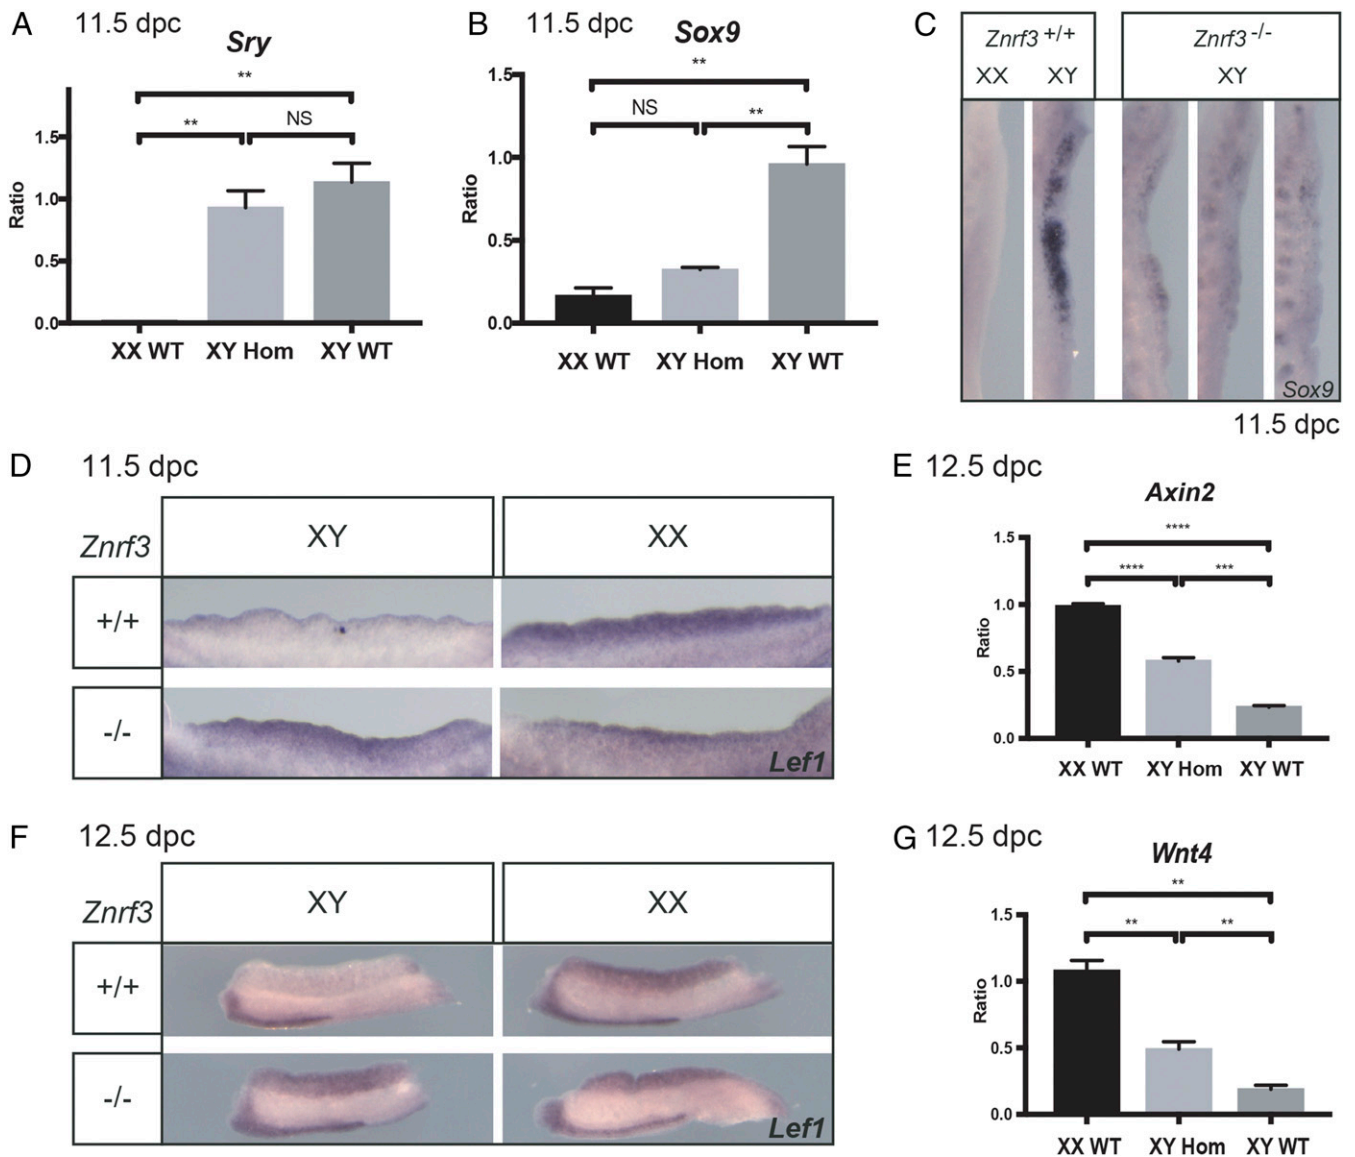 A 11.5 dpc
Sry
**
** NS
Ratio
1.5
1.0
0.5
0.0
XX WT XY Hom XY WT
B 11.5 dpc
Sox9
**
NS **
Ratio
1.5
1.0
0.5
0.0
XX WT XY Hom XY WT
C
Znrf3 +/+ Znrf3 -/-
XX XY XY
Sox9
11.5 dpc
D 11.5 dpc
Znrf3 XY XX
+/+
-/-
Lef1
E 12.5 dpc
Axin2
****
**** ***
Ratio
1.5
1.0
0.5
0.0
XX WT XY Hom XY WT
F 12.5 dpc
Znrf3 XY XX
+/+
-/-
Lef1
G 12.5 dpc
Wnt4
**
** **
Ratio
1.5
1.0
0.5
0.0
XX WT XY Hom XY WT